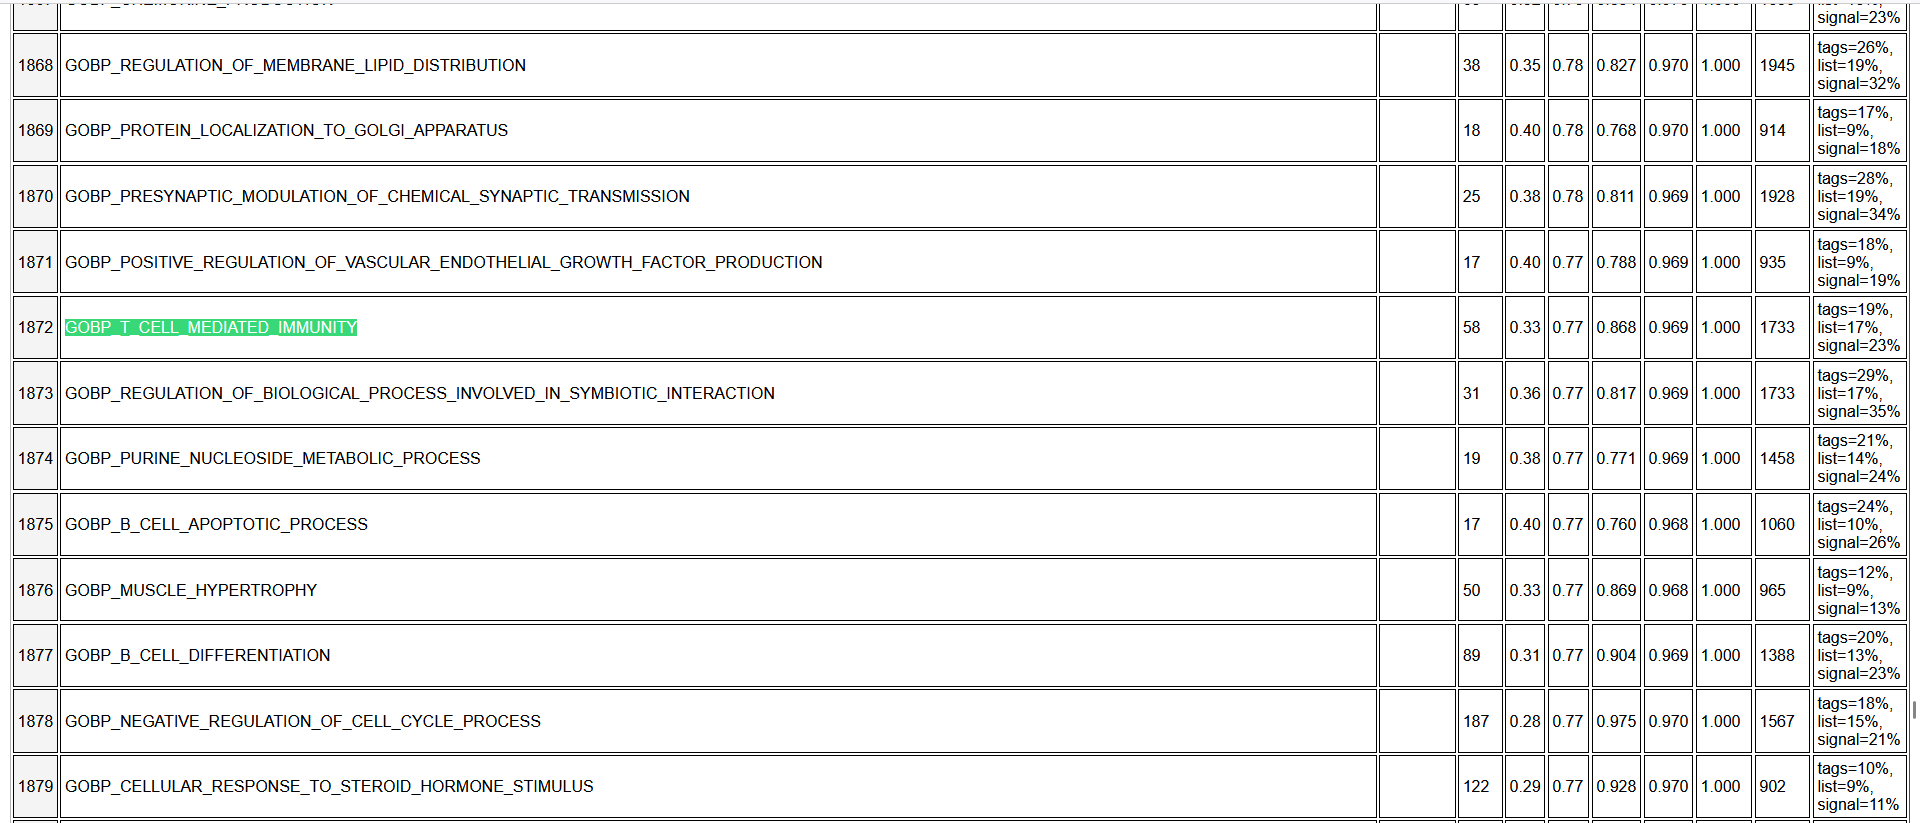 signal=23%
1868 GOBP_REGULATION_OF_MEMBRANE_LIPID_DISTRIBUTION 38 0.35 0.78 0.827 0.970 1.000 1945 tags=26%,
list=19%,
signal=32%
1869 GOBP_PROTEIN_LOCALIZATION_TO_GOLGI_APPARATUS 18 0.40 0.78 0.768 0.970 1.000 914 tags=17%,
list=9%,
signal=18%
1870 GOBP_PRESYNAPTIC_MODULATION_OF_CHEMICAL_SYNAPTIC_TRANSMISSION 25 0.38 0.78 0.811 0.969 1.000 1928 tags=28%,
list=19%,
signal=34%
1871 GOBP_POSITIVE_REGULATION_OF_VASCULAR_ENDOTHELIAL_GROWTH_FACTOR_PRODUCTION 17 0.40 0.77 0.788 0.969 1.000 935 tags=18%,
list=9%,
signal=19%
1872 GOBP_T_CELL_MEDIATED_IMMUNITY 58 0.33 0.77 0.868 0.969 1.000 1733 tags=19%,
list=17%,
signal=23%
1873 GOBP_REGULATION_OF_BIOLOGICAL_PROCESS_INVOLVED_IN_SYMBIOTIC_INTERACTION 31 0.36 0.77 0.817 0.969 1.000 1733 tags=29%,
list=17%,
signal=35%
1874 GOBP_PURINE_NUCLEOSIDE_METABOLIC_PROCESS 19 0.38 0.77 0.771 0.969 1.000 1458 tags=21%,
list=14%,
signal=24%
1875 GOBP_B_CELL_APOPTOTIC_PROCESS 17 0.40 0.77 0.760 0.968 1.000 1060 tags=24%,
list=10%,
signal=26%
1876 GOBP_MUSCLE_HYPERTROPHY 50 0.33 0.77 0.869 0.968 1.000 965 tags=12%,
list=9%,
signal=13%
1877 GOBP_B_CELL_DIFFERENTIATION 89 0.31 0.77 0.904 0.969 1.000 1388 tags=20%,
list=13%,
signal=23%
1878 GOBP_NEGATIVE_REGULATION_OF_CELL_CYCLE_PROCESS 187 0.28 0.77 0.975 0.970 1.000 1567 tags=18%,
list=15%,
signal=21%
1879 GOBP_CELLULAR_RESPONSE_TO_STEROID_HORMONE_STIMULUS 122 0.29 0.77 0.928 0.970 1.000 902 tags=10%,
list=9%,
signal=11%